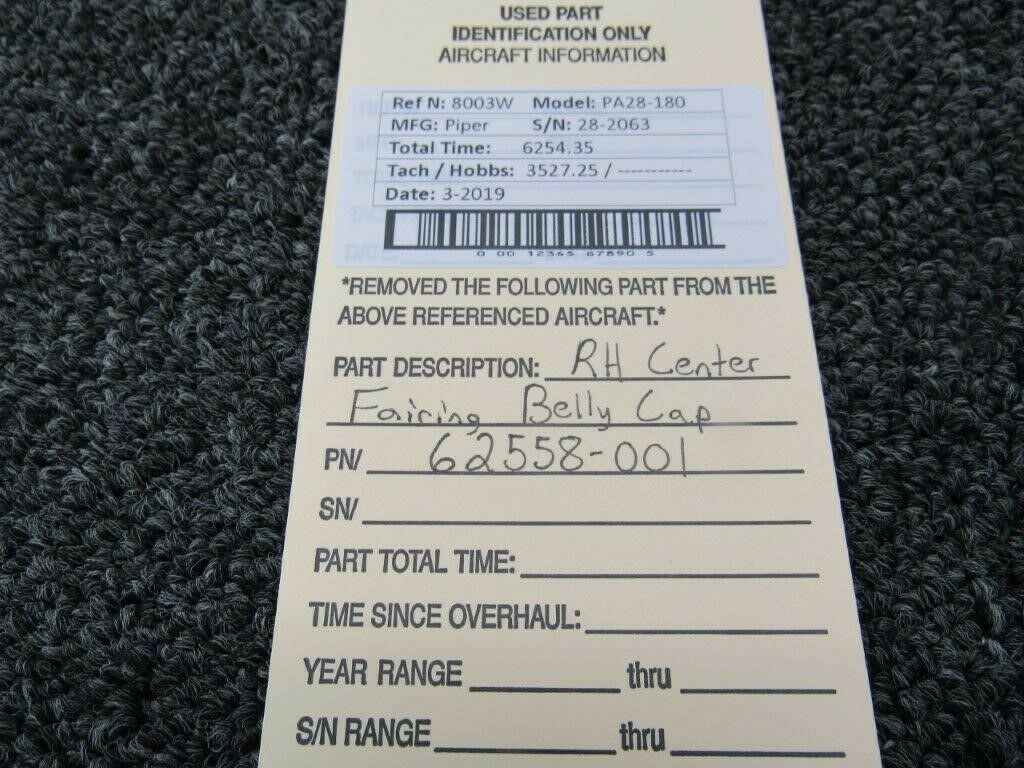 USED PART
IDENTIFICATION ONLY
AIRCRAFT INFORMATION
Ref N: 8003W Model: PA28-180
MFG: Piper S/N: 28-2063
Total Time: 6254.35
Tach / Hobbs: 3527.25 / -----------
Date: 3-2019
0 00 12345 67890 5
*REMOVED THE FOLLOWING PART FROM THE
ABOVE REFERENCED AIRCRAFT.*
PART DESCRIPTION: RH Center
Fairing Belly Cap
PN/ 62558-001
SN/
PART TOTAL TIME:
TIME SINCE OVERHAUL:
YEAR RANGE thru
S/N RANGE thru